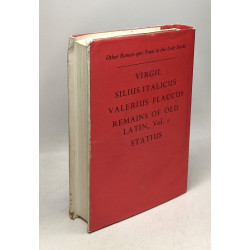 Other Roman epic Poets in the Loeb Series
VIRGIL
SILIUS ITALICUS
VALERIUS FLACCUS
REMAINS OF OLD
LATIN, Vol. 1
STATIUS